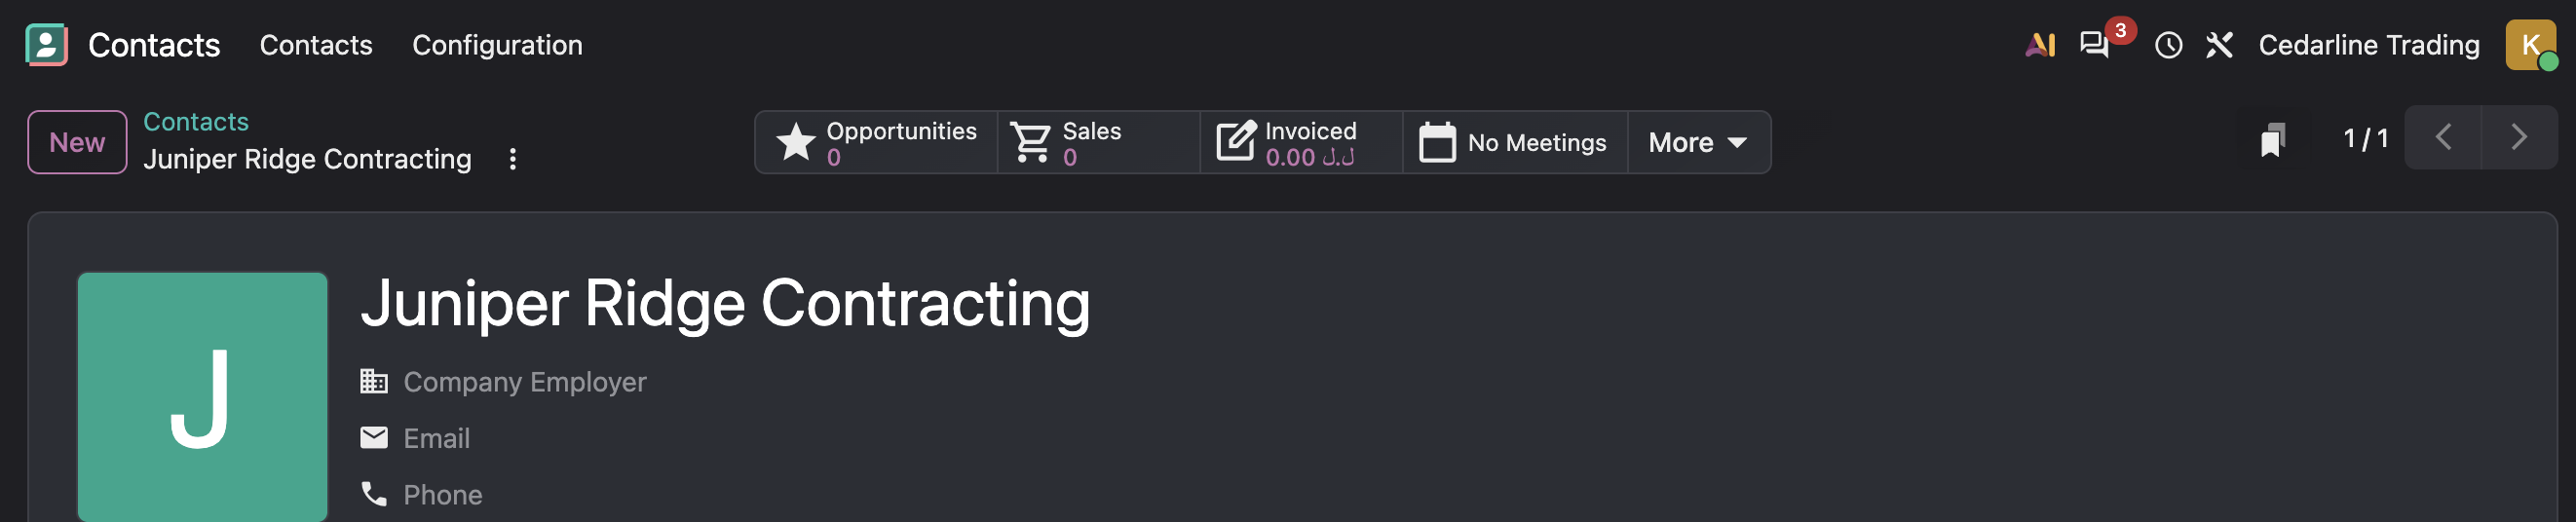 Contacts Contacts Configuration AI 3 Cedarline Trading K
New Contacts Opportunities Sales Invoiced No Meetings More 1 / 1
Juniper Ridge Contracting 0 0 0.00 ل.ل
Juniper Ridge Contracting
J
Company Employer
Email
Phone